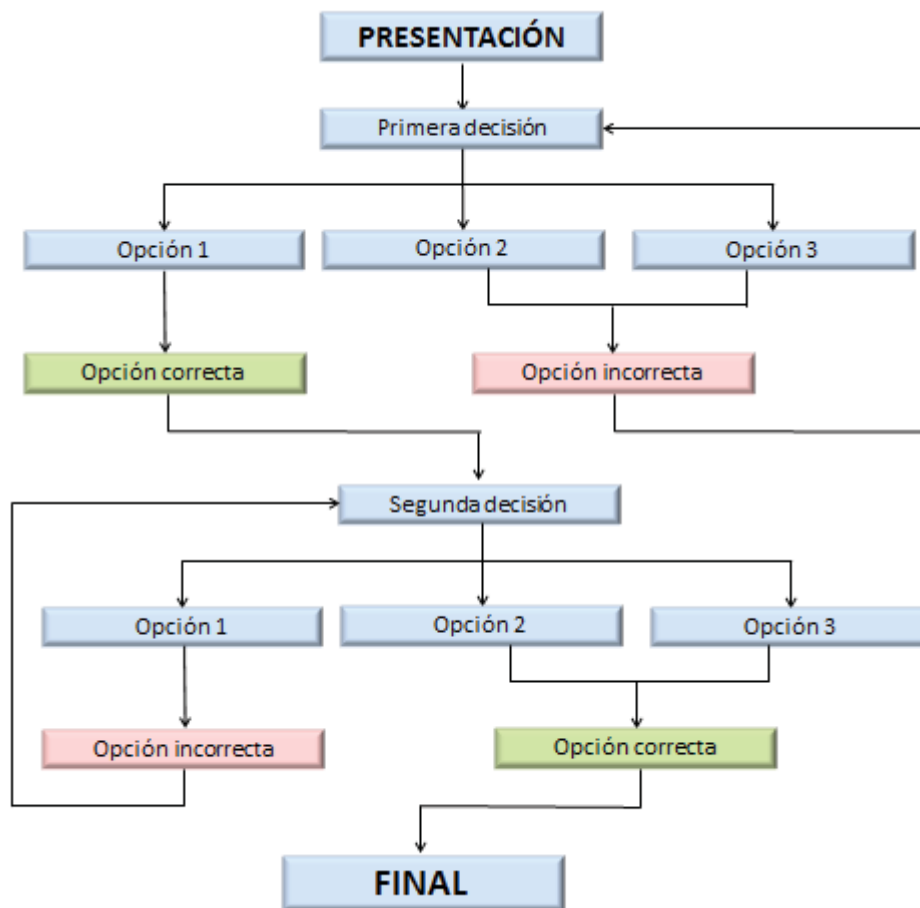 PRESENTACIÓN
Primera decisión
Opción 1
Opción 2
Opción 3
Opción correcta
Opción incorrecta
Segunda decisión
Opción 1
Opción 2
Opción 3
Opción incorrecta
Opción correcta
FINAL